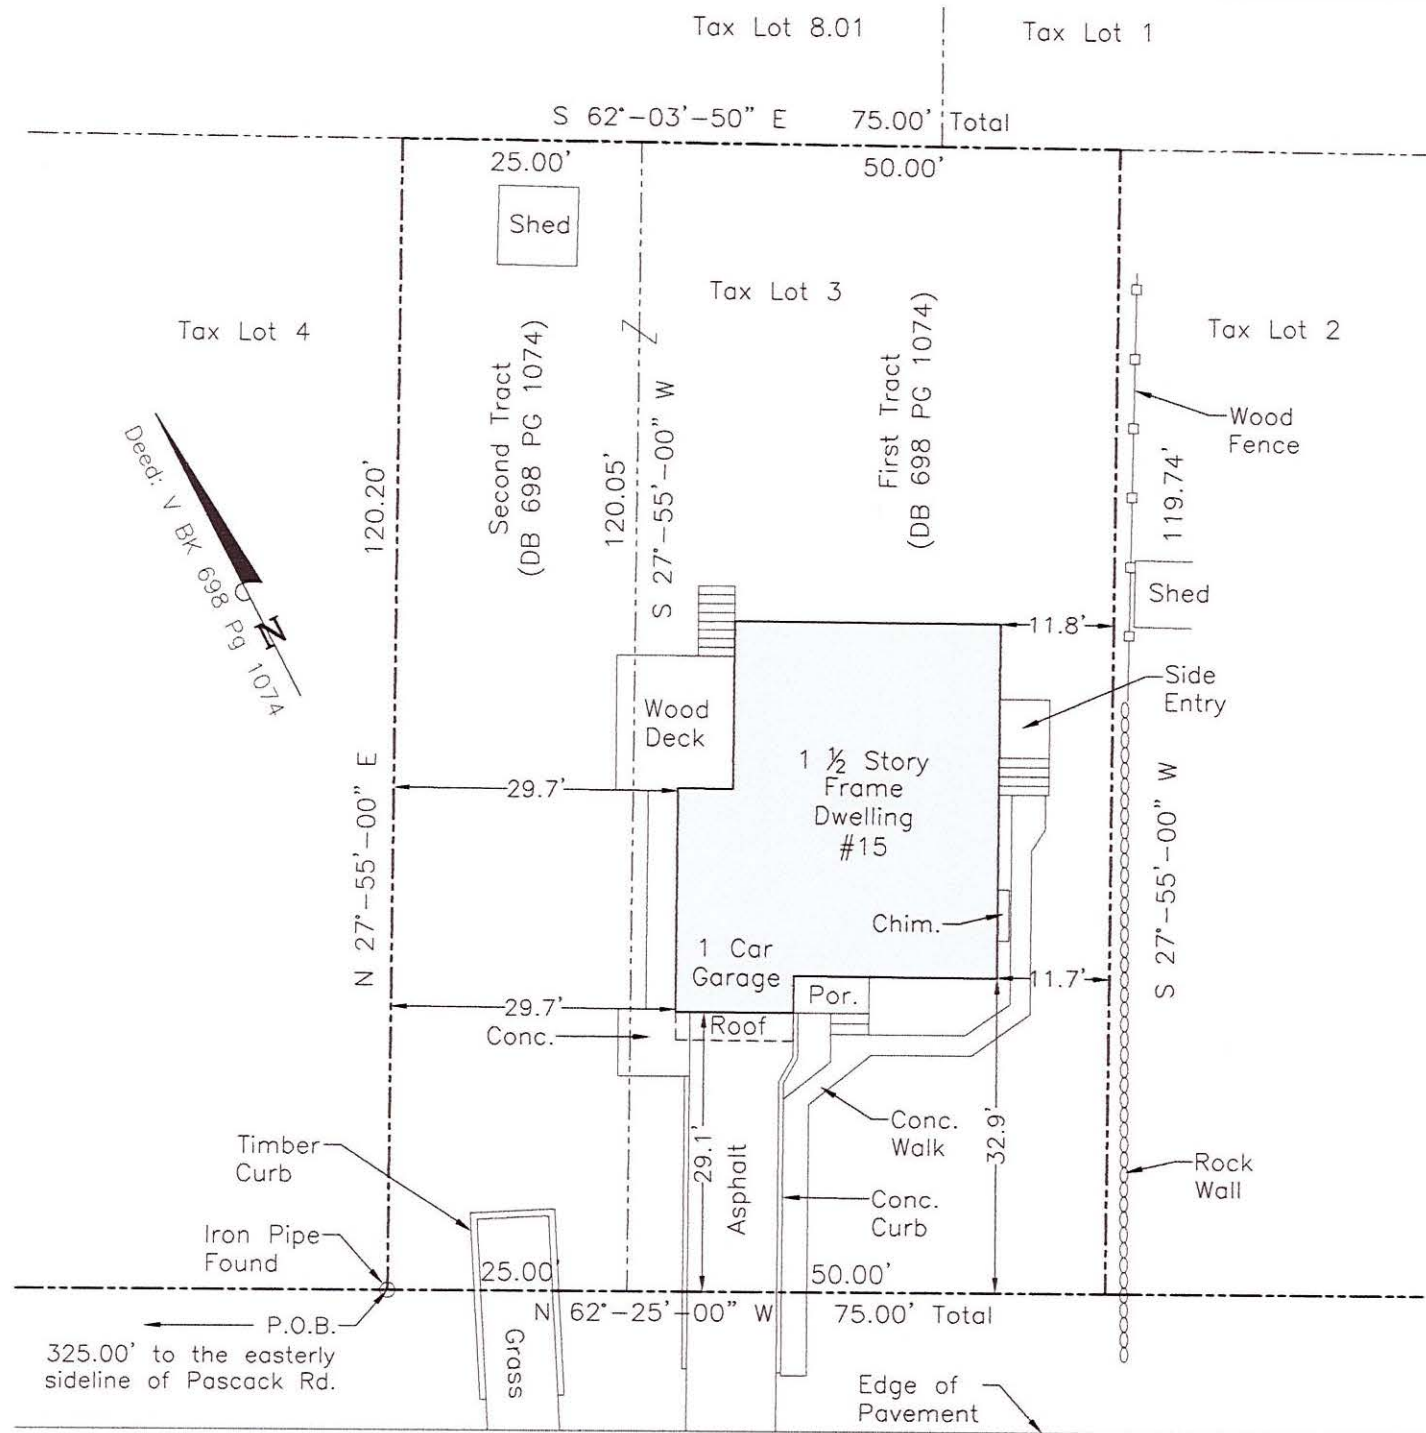 Tax Lot 8.01
Tax Lot 1
S 62°-03'-50" E 75.00' Total
25.00'
50.00'
Shed
Tax Lot 3
Tax Lot 4
Tax Lot 2
Second Tract
(DB 698 PG 1074)
First Tract
(DB 698 PG 1074)
Wood
Fence
Deed: V BK 698 Pg 1074
N
120.20'
120.05'
S 27°-55'-00" W
119.74'
Shed
11.8'
Side
Entry
Wood
Deck
1 ½ Story
Frame
Dwelling
#15
29.7'
N 27°-55'-00" E
S 27°-55'-00" W
Chim.
1 Car
Garage
11.7'
Por.
29.7'
Roof
Conc.
Conc.
Walk
29.1'
Asphalt
32.9'
Timber
Curb
Rock
Wall
Conc.
Curb
Iron Pipe
Found
25.00'
50.00'
N 62°-25'-00" W 75.00' Total
P.O.B.
325.00' to the easterly
sideline of Pascack Rd.
Grass
Edge of
Pavement